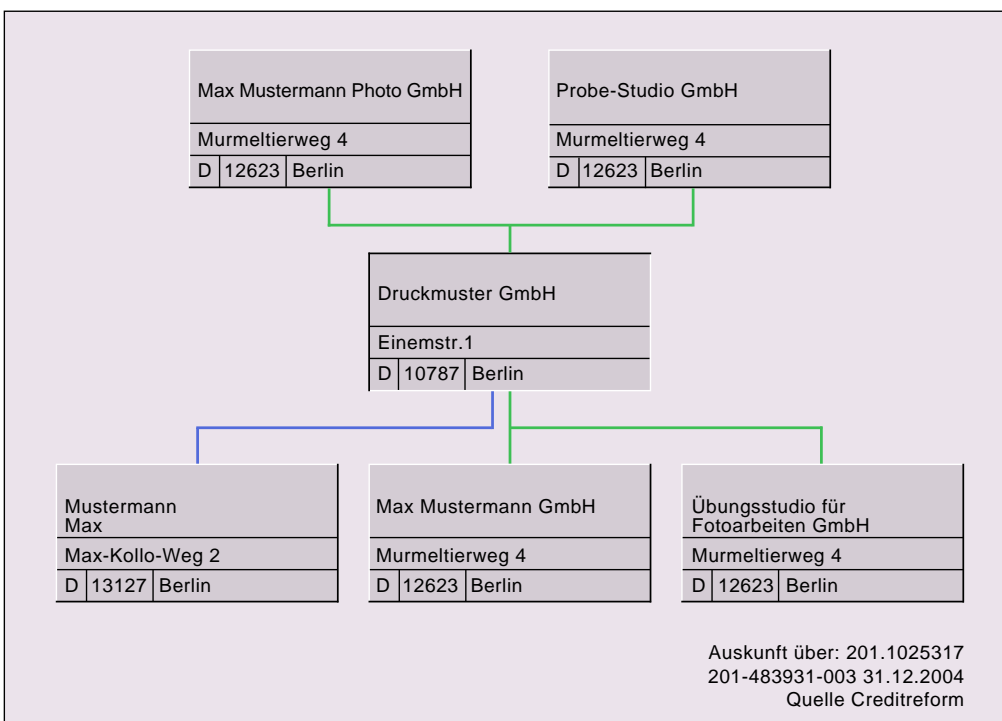 Max Mustermann Photo GmbH
Murmeltierweg 4
D 12623 Berlin
Probe-Studio GmbH
Murmeltierweg 4
D 12623 Berlin
Druckmuster GmbH
Einemstr.1
D 10787 Berlin
Mustermann
Max
Max-Kollo-Weg 2
D 13127 Berlin
Max Mustermann GmbH
Murmeltierweg 4
D 12623 Berlin
Übungsstudio für
Fotoarbeiten GmbH
Murmeltierweg 4
D 12623 Berlin
Auskunft über: 201.1025317
201-483931-003 31.12.2004
Quelle Creditreform